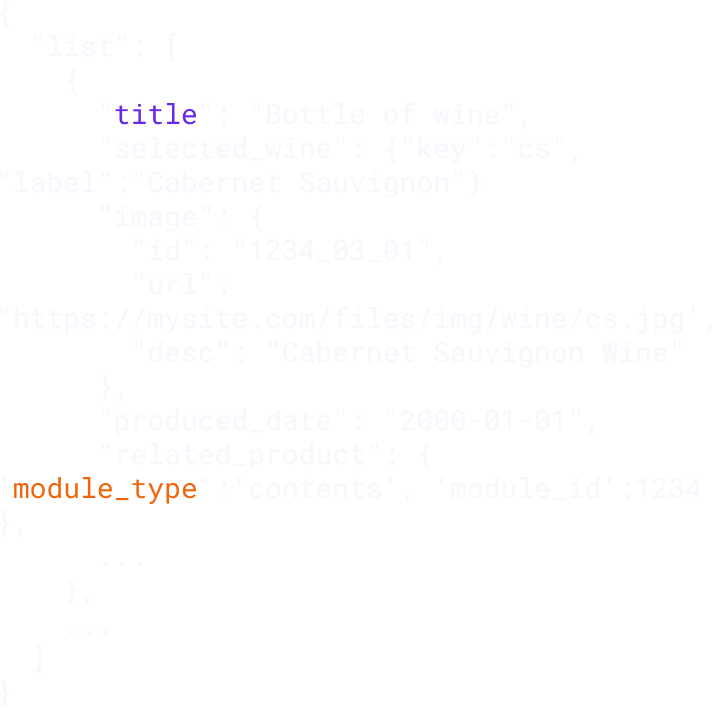 {
"list": [
{
"title": "Bottle of wine",
"selected_wine": {"key":"cs",
"label":"Cabernet Sauvignon"}
"image": {
"id": "1234_03_01",
"url":
"https://mysite.com/files/img/wine/cs.jpg',
"desc": "Cabernet Sauvignon Wine"
},
"produced_date": "2000-01-01",
"related_product": {
'module_type':'contents', 'module_id':1234
},
...
},
...
]
}